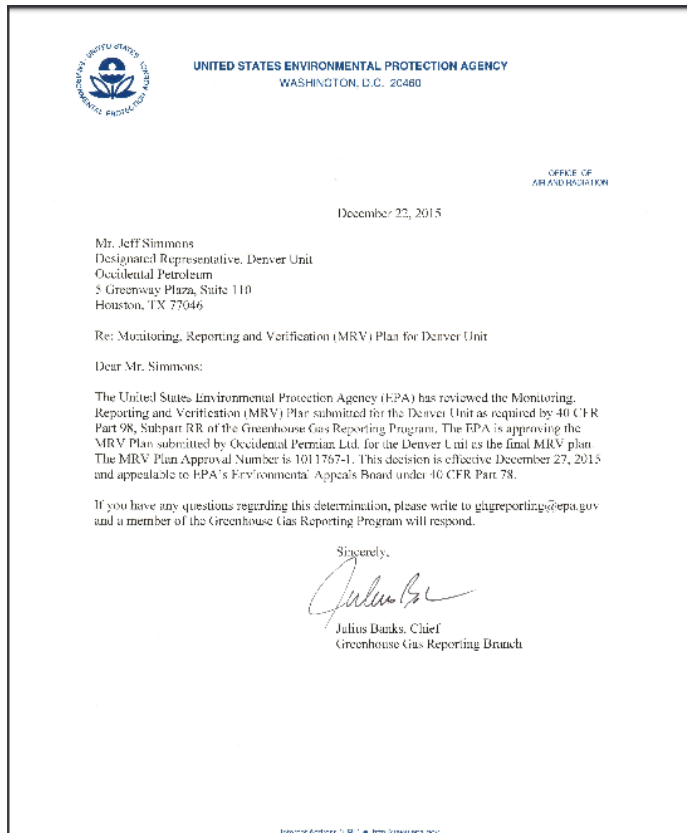 UNITED STATES ENVIRONMENTAL PROTECTION AGENCY
WASHINGTON, D.C. 20460
UNITED STATES
ENVIRONMENTAL PROTECTION AGENCY
OFFICE OF
AIR AND RADIATION
December 22, 2015
Mr. Jeff Simmons
Designated Representative, Denver Unit
Occidental Petroleum
5 Greenway Plaza, Suite 110
Houston, TX 77046
Re: Monitoring, Reporting and Verification (MRV) Plan for Denver Unit
Dear Mr. Simmons:
The United States Environmental Protection Agency (EPA) has reviewed the Monitoring,
Reporting and Verification (MRV) Plan submitted for the Denver Unit as required by 40 CFR
Part 98, Subpart RR of the Greenhouse Gas Reporting Program. The EPA is approving the
MRV Plan submitted by Occidental Permian Ltd. for the Denver Unit as the final MRV plan.
The MRV Plan Approval Number is 1011767-1. This decision is effective December 27, 2015
and appealable to EPA's Environmental Appeals Board under 40 CFR Part 78.
If you have any questions regarding this determination, please write to ghgreporting@epa.gov
and a member of the Greenhouse Gas Reporting Program will respond.
Sincerely,
Julius Banks, Chief
Greenhouse Gas Reporting Branch
Internet Address